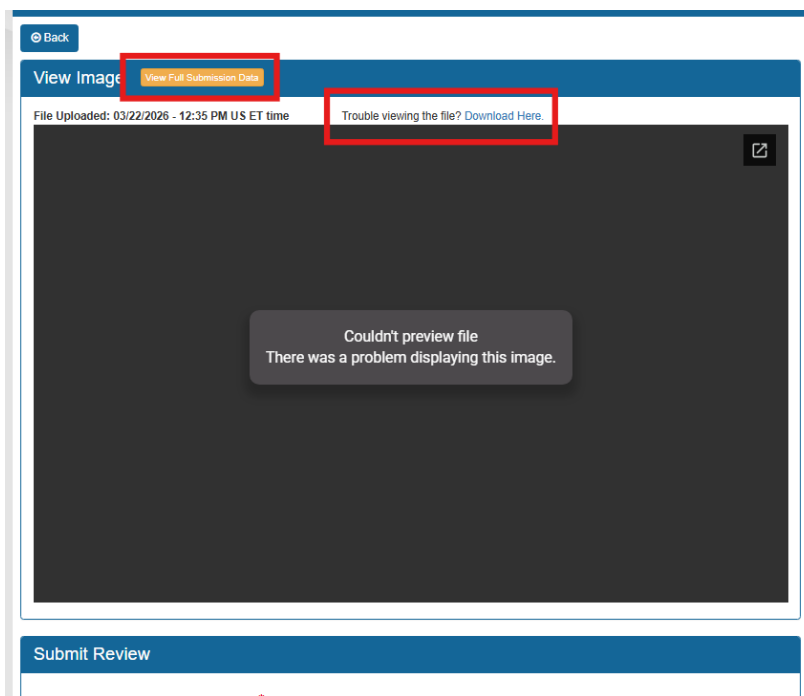 Back
View Image View Full Submission Data
File Uploaded: 03/22/2026 - 12:35 PM US ET time Trouble viewing the file? Download Here.
Couldn't preview file
There was a problem displaying this image.
Submit Review
*